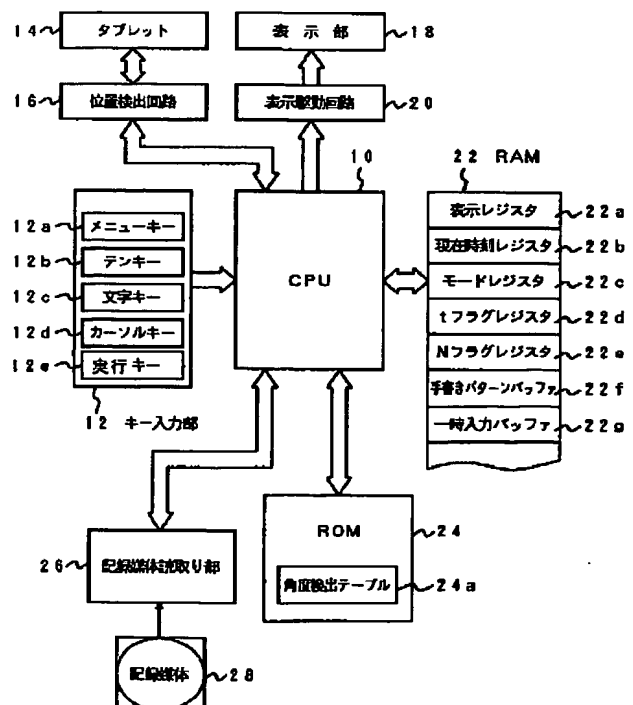 14 タブレット
表示部 18
16 位置検出回路
表示駆動回路 20
10
CPU
12a メニューキー
12b テンキー
12c 文字キー
12d カーソルキー
12e 実行キー
12 キー入力部
22 RAM
表示レジスタ 22a
現在時刻レジスタ 22b
モードレジスタ 22c
tフラグレジスタ 22d
Nフラグレジスタ 22e
手書きパターンバッファ 22f
一時入力バッファ 22g
ROM 24
角度検出テーブル 24a
26 記録媒体読取り部
記録媒体 28